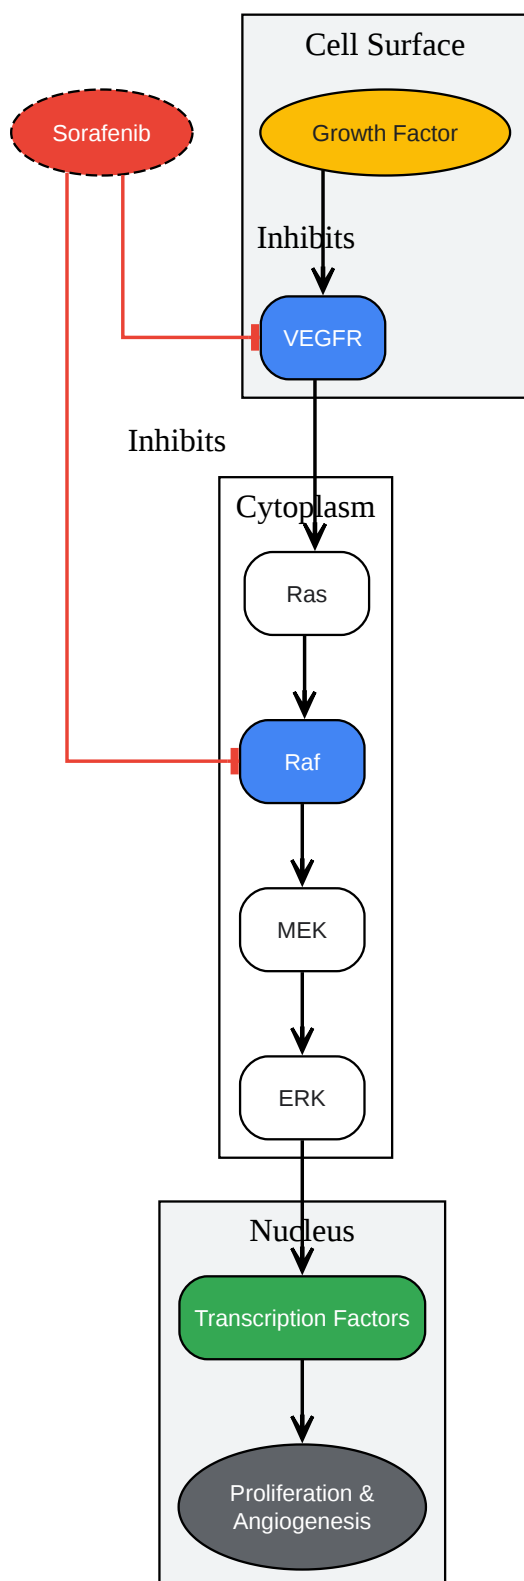 Cell Surface
Sorafenib
Growth Factor
Inhibits
VEGFR
Inhibits
Cytoplasm
Ras
Raf
MEK
ERK
Nucleus
Transcription Factors
Proliferation &
Angiogenesis